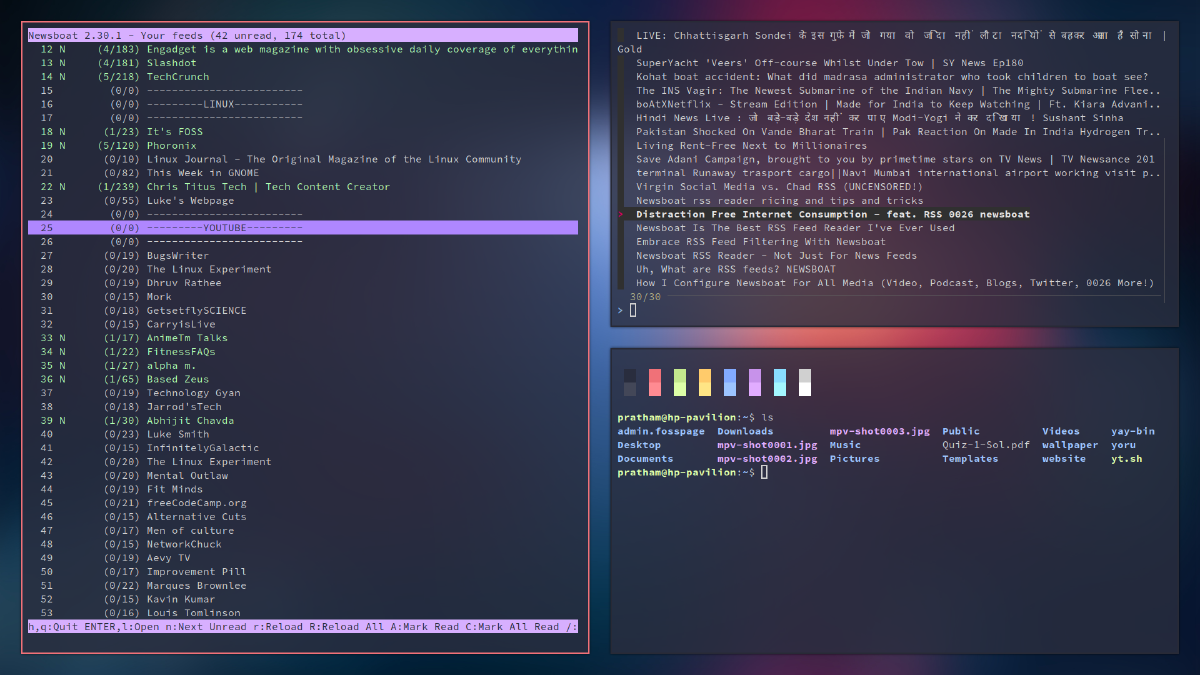 Newsboat 2.30.1 - Your feeds (42 unread, 174 total)
12 N (4/183) Engadget is a web magazine with obsessive daily coverage of everythin
13 N (4/181) Slashdot
14 N (5/218) TechCrunch
15 (0/0) -------------------------
16 (0/0) ---------LINUX-----------
17 (0/0) -------------------------
18 N (1/23) It's FOSS
19 N (5/120) Phoronix
20 (0/10) Linux Journal - The Original Magazine of the Linux Community
21 (0/82) This Week in GNOME
22 N (1/239) Chris Titus Tech | Tech Content Creator
23 (0/55) Luke's Webpage
24 (0/0) -------------------------
25 (0/0) ---------YOUTUBE---------
26 (0/0) -------------------------
27 (0/19) BugsWriter
28 (0/20) The Linux Experiment
29 (0/19) Dhruv Rathee
30 (0/15) Mork
31 (0/18) GetsetflySCIENCE
32 (0/15) CarryisLive
33 N (1/17) AnimeTm Talks
34 N (1/22) FitnessFAQs
35 N (1/27) alpha m.
36 N (1/65) Based Zeus
37 (0/19) Technology Gyan
38 (0/18) Jarrod'sTech
39 N (1/30) Abhijit Chavda
40 (0/23) Luke Smith
41 (0/15) InfinitelyGalactic
42 (0/20) The Linux Experiment
43 (0/20) Mental Outlaw
44 (0/19) Fit Minds
45 (0/21) freeCodeCamp.org
46 (0/15) Alternative Cuts
47 (0/17) Men of culture
48 (0/15) NetworkChuck
49 (0/19) Aevy TV
50 (0/17) Improvement Pill
51 (0/22) Marques Brownlee
52 (0/15) Kavin Kumar
53 (0/16) Louis Tomlinson
h,q:Quit ENTER,l:Open n:Next Unread r:Reload R:Reload All A:Mark Read C:Mark All Read /:
LIVE: Chhattisgarh Sondei के इस गुफे में जो गया वो जिंदा नहीं लौटा नदियों से बहकर आता है सोना |
Gold
SuperYacht 'Veers' Off-course Whilst Under Tow | SY News Ep180
Kohat boat accident: What did madrasa administrator who took children to boat see?
The INS Vagir: The Newest Submarine of the Indian Navy | The Mighty Submarine Flee..
boAtXNetflix - Stream Edition | Made for India to Keep Watching | Ft. Kiara Advani..
Hindi News Live : जो बड़े-बड़े देश नहीं कर पाए Modi-Yogi ने कर दिखाया ! Sushant Sinha
Pakistan Shocked On Vande Bharat Train | Pak Reaction On Made In India Hydrogen Tr..
Living Rent-Free Next to Millionaires
Save Adani Campaign, brought to you by primetime stars on TV News | TV Newsance 201
terminal Runaway trasport cargo||Navi Mumbai international airport working visit p..
Virgin Social Media vs. Chad RSS (UNCENSORED!)
Newsboat rss reader ricing and tips and tricks
> Distraction Free Internet Consumption - feat. RSS 0026 newsboat
Newsboat Is The Best RSS Feed Reader I've Ever Used
Embrace RSS Feed Filtering With Newsboat
Newsboat RSS Reader - Not Just For News Feeds
Uh, What are RSS feeds? NEWSBOAT
How I Configure Newsboat For All Media (Video, Podcast, Blogs, Twitter, 0026 More!)
30/30
>
pratham@hp-pavilion:~$ ls
admin.fosspage Downloads mpv-shot0003.jpg Public Videos yay-bin
Desktop mpv-shot0001.jpg Music Quiz-1-Sol.pdf wallpaper yoru
Documents mpv-shot0002.jpg Pictures Templates website yt.sh
pratham@hp-pavilion:~$